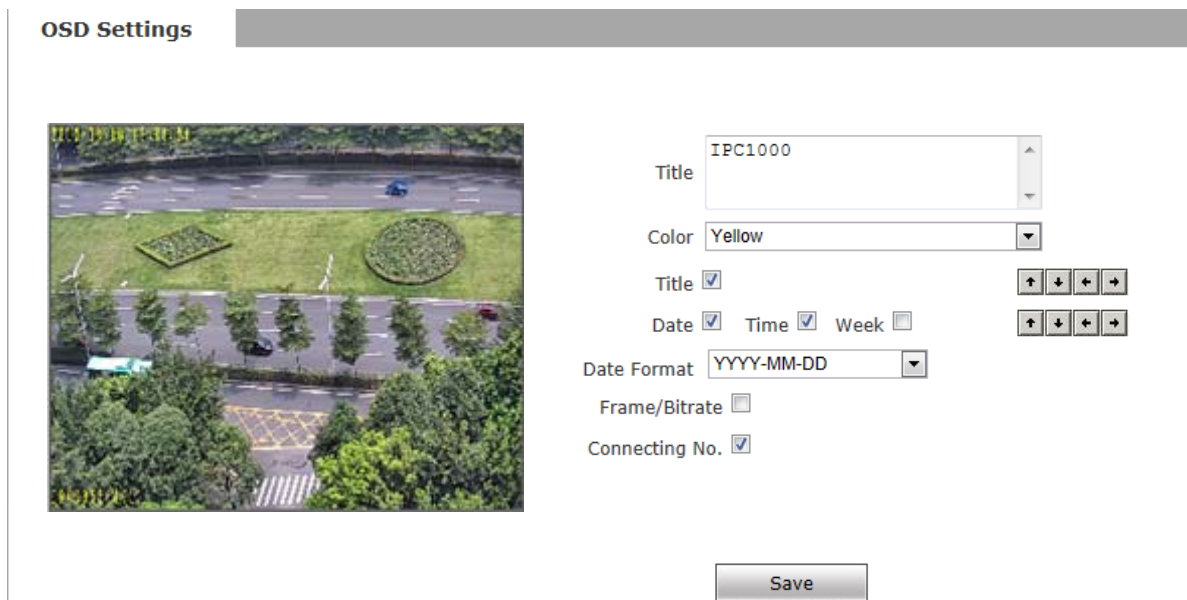 OSD Settings
Title
IPC1000
Color
Yellow
Title
Date Time Week
Date Format
YYYY-MM-DD
Frame/Bitrate
Connecting No.
Save